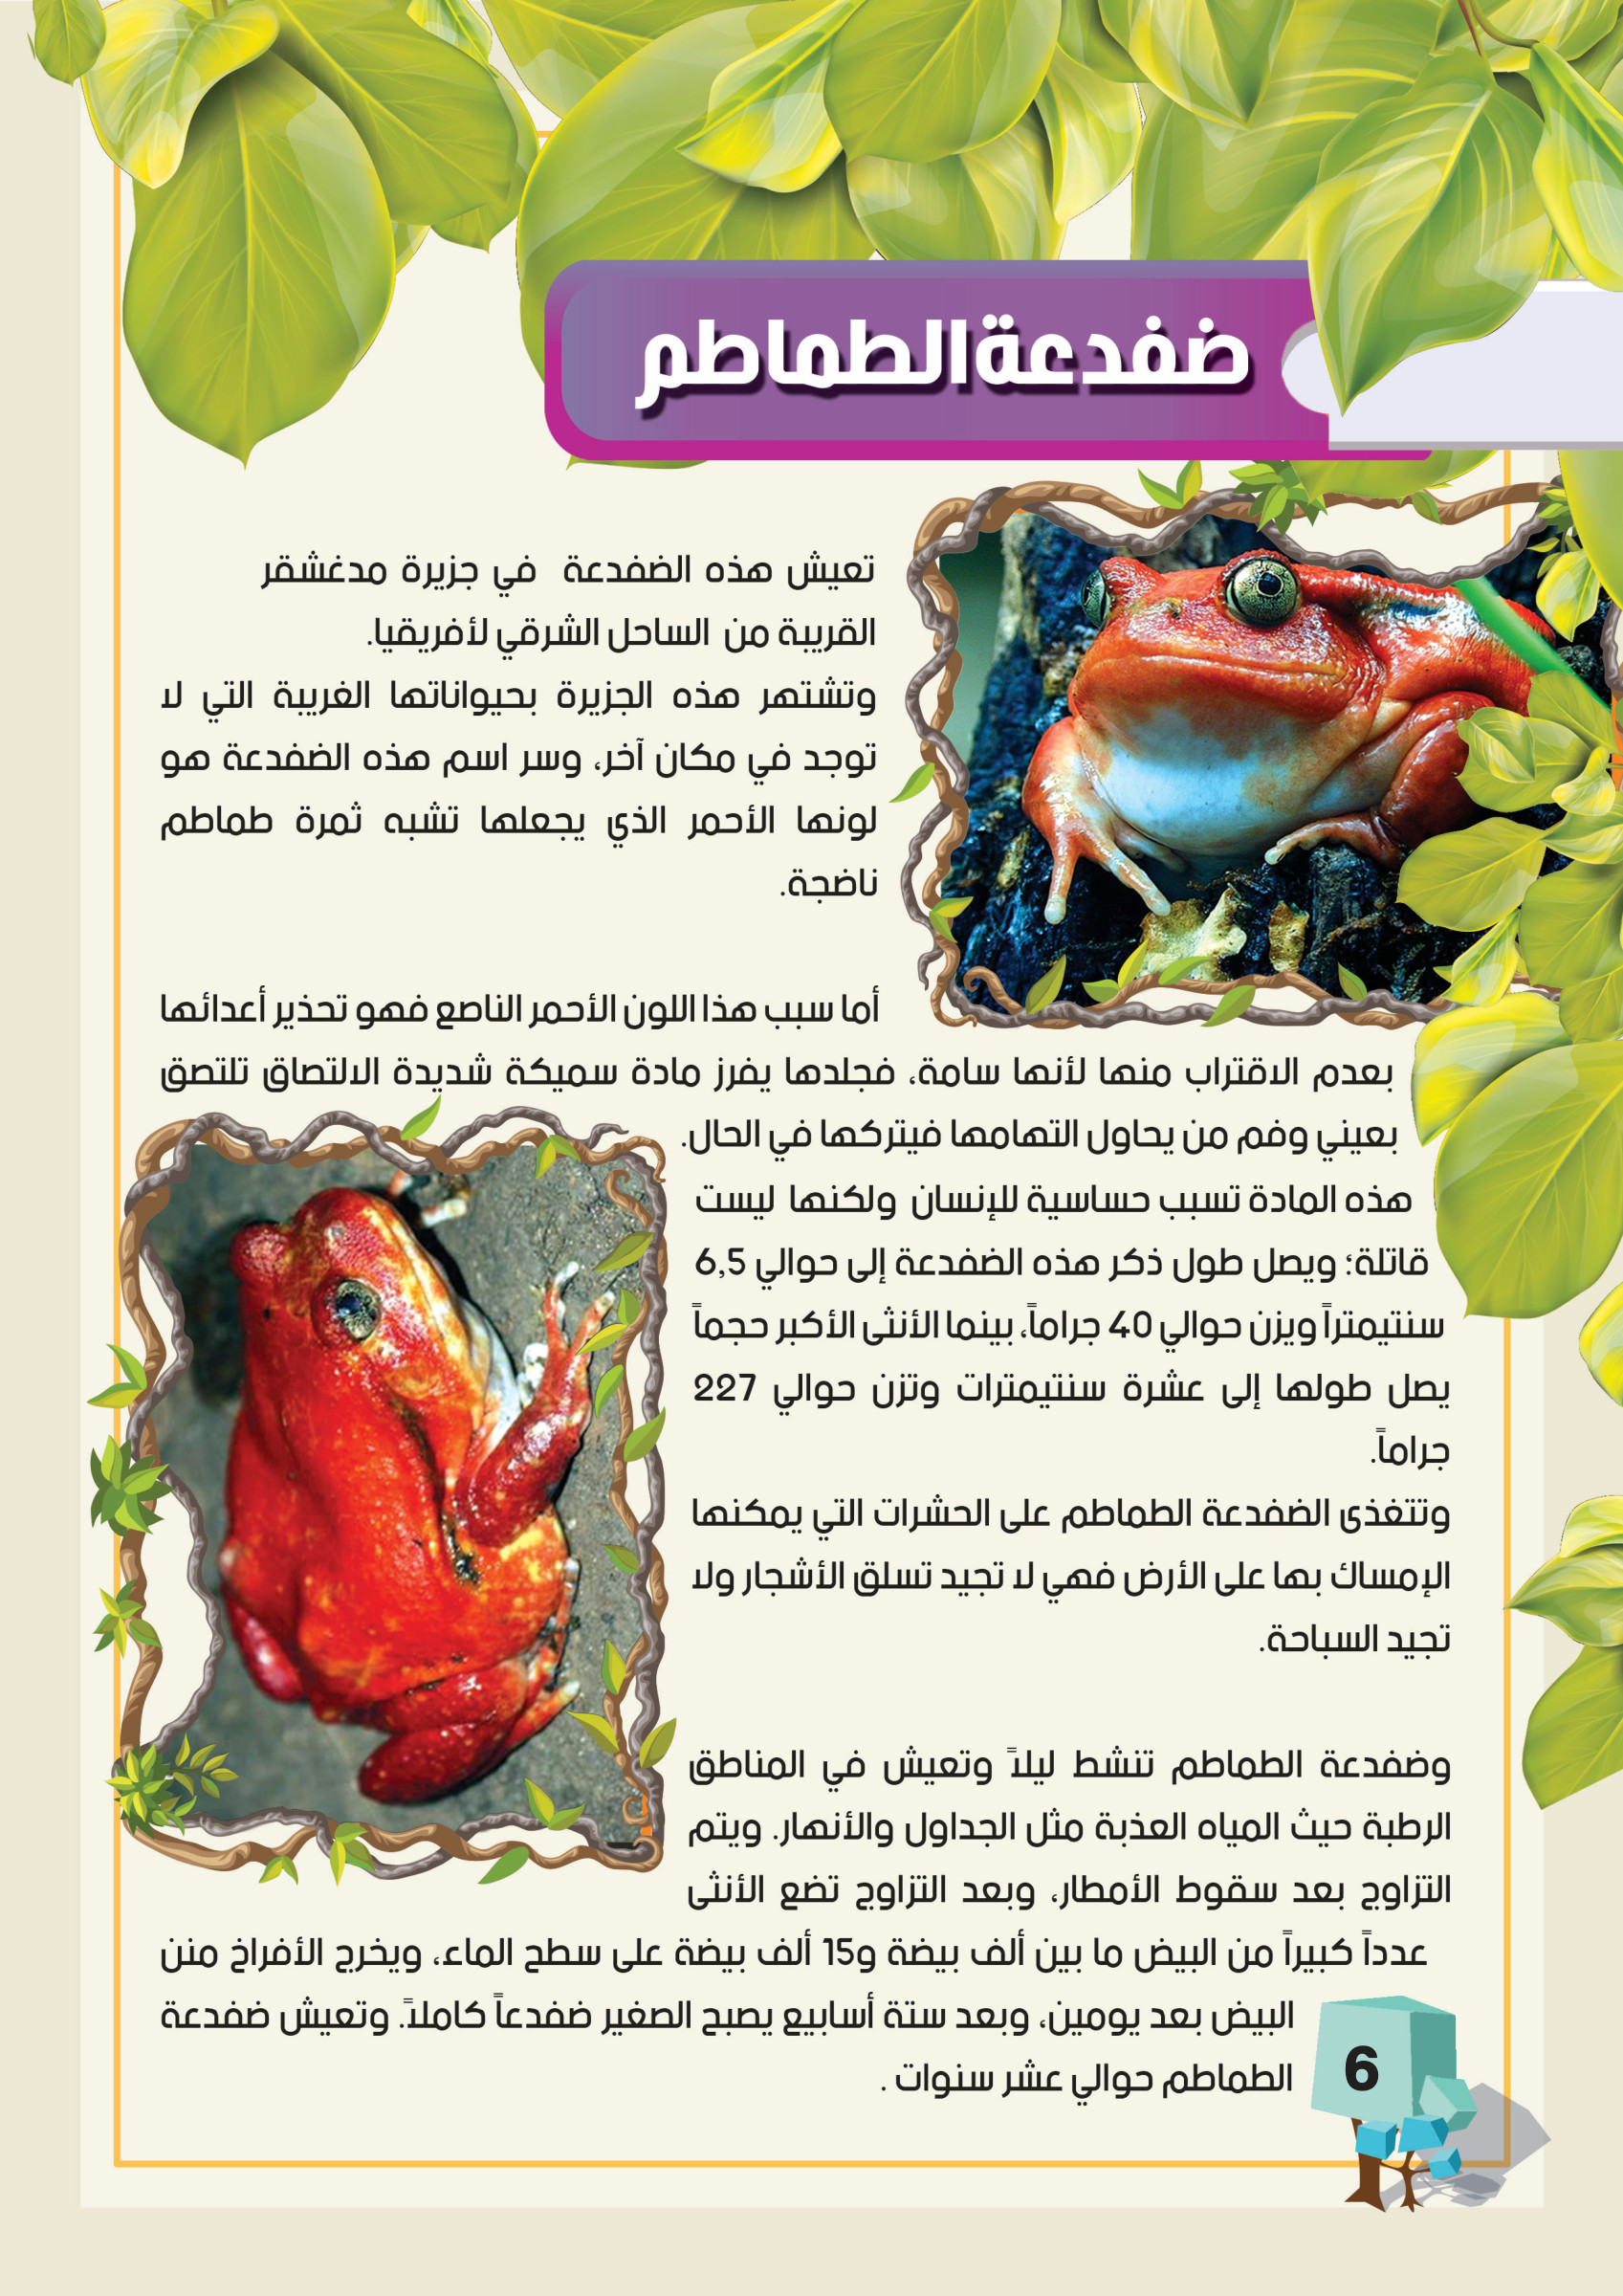 ضفدعة الطماطم
تعيش هذه الضفدعة في جزيرة مدغشقر
القريبة من الساحل الشرقي لأفريقيا.
وتشتهر هذه الجزيرة بحيواناتها الغريبة التي لا
توجد في مكان آخر، وسر اسم هذه الضفدعة هو
لونها الأحمر الذي يجعلها تشبه ثمرة طماطم
ناضجة.
أما سبب هذا اللون الأحمر الناصع فهو تحذير أعدائها
بعدم الاقتراب منها لأنها سامة، فجلدها يفرز مادة سميكة شديدة الالتصاق تلتصق
بعيني وفم من يحاول التهامها فيتركها في الحال.
هذه المادة تسبب حساسية للإنسان ولكنها ليست
قاتلة؛ ويصل طول ذكر هذه الضفدعة إلى حوالي 6,5
سنتيمتراً ويزن حوالي 40 جراماً، بينما الأنثى الأكبر حجماً
يصل طولها إلى عشرة سنتيمترات وتزن حوالي 227
جراماً.
وتتغذى الضفدعة الطماطم على الحشرات التي يمكنها
الإمساك بها على الأرض فهي لا تجيد تسلق الأشجار ولا
تجيد السباحة.
وضفدعة الطماطم تنشط ليلاً وتعيش في المناطق
الرطبة حيث المياه العذبة مثل الجداول والأنهار. ويتم
التزاوج بعد سقوط الأمطار، وبعد التزاوج تضع الأنثى
عدداً كبيراً من البيض ما بين ألف بيضة و15 ألف بيضة على سطح الماء، ويخرج الأفراخ منن
البيض بعد يومين، وبعد ستة أسابيع يصبح الصغير ضفدعاً كاملاً. وتعيش ضفدعة
الطماطم حوالي عشر سنوات .
6